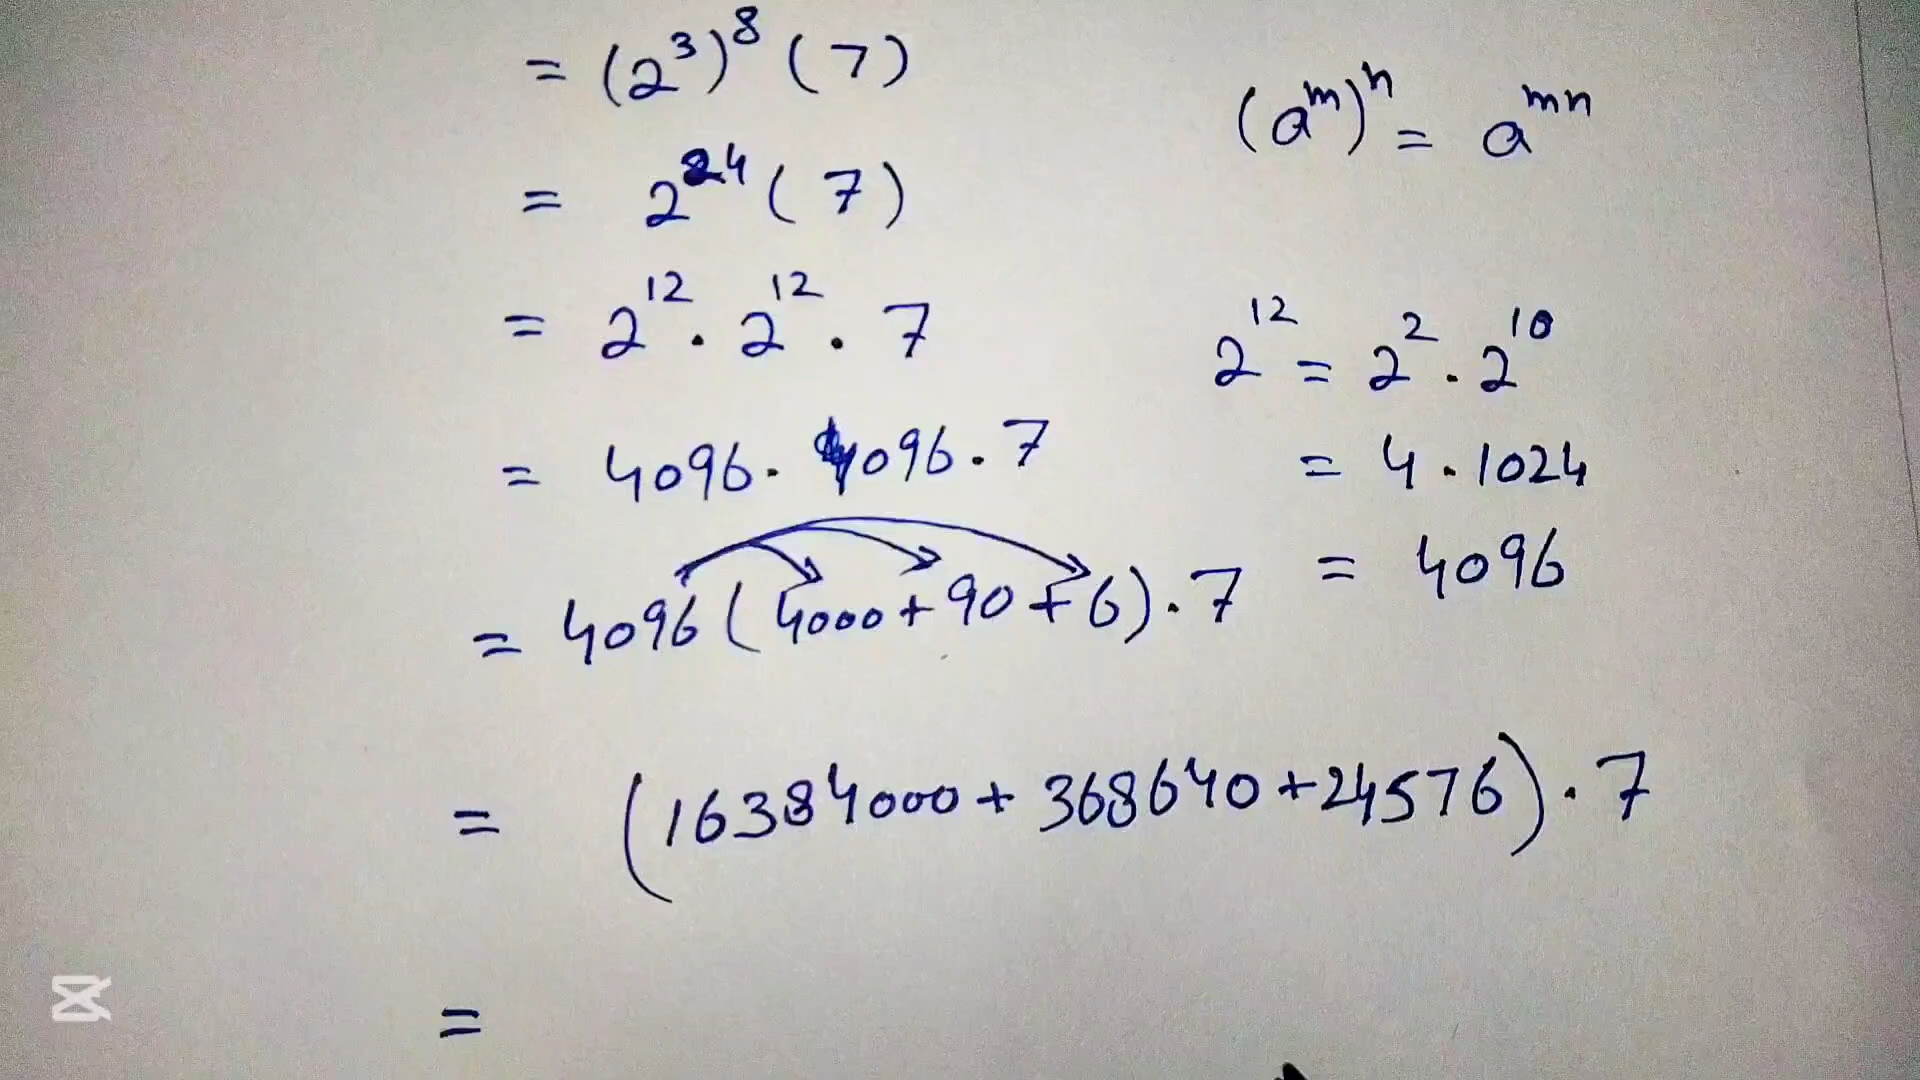 = (2³)⁸ (7)
(aᵐ)ⁿ = aᵐⁿ
= 2²⁴ (7)
= 2¹² . 2¹² . 7
2¹² = 2² . 2¹⁰
= 4096 . 4096 . 7
= 4 . 1024
= 4096
= 4096 (4000 + 90 + 6) . 7
= (16384000 + 368640 + 24576) . 7
=